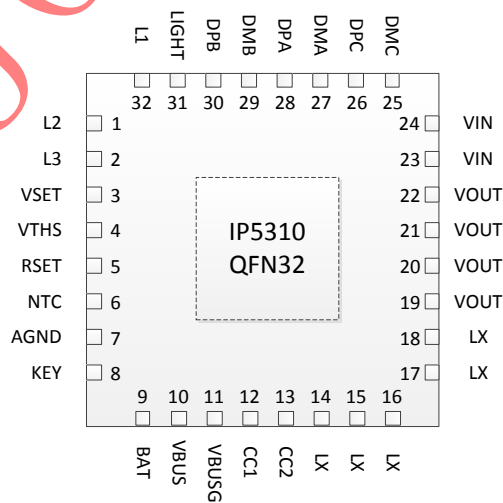 L1 LIGHT DPB DMB DPA DMA DPC DMC
32 31 30 29 28 27 26 25
L2 1 24 VIN
L3 2 23 VIN
VSET 3 22 VOUT
VTHS 4 21 VOUT
RSET 5 20 VOUT
NTC 6 19 VOUT
AGND 7 18 LX
KEY 8 17 LX
IP5310
QFN32
9 10 11 12 13 14 15 16
BAT VBUS VBUSG CC1 CC2 LX LX LX